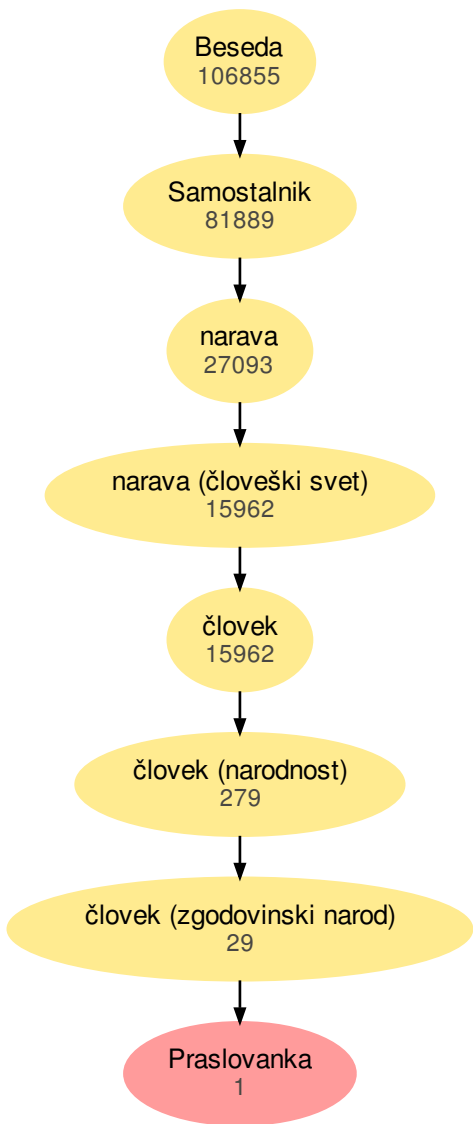 Beseda
106855
Samostalnik
81889
narava
27093
narava (človeški svet)
15962
človek
15962
človek (narodnost)
279
človek (zgodovinski narod)
29
Praslovanka
1